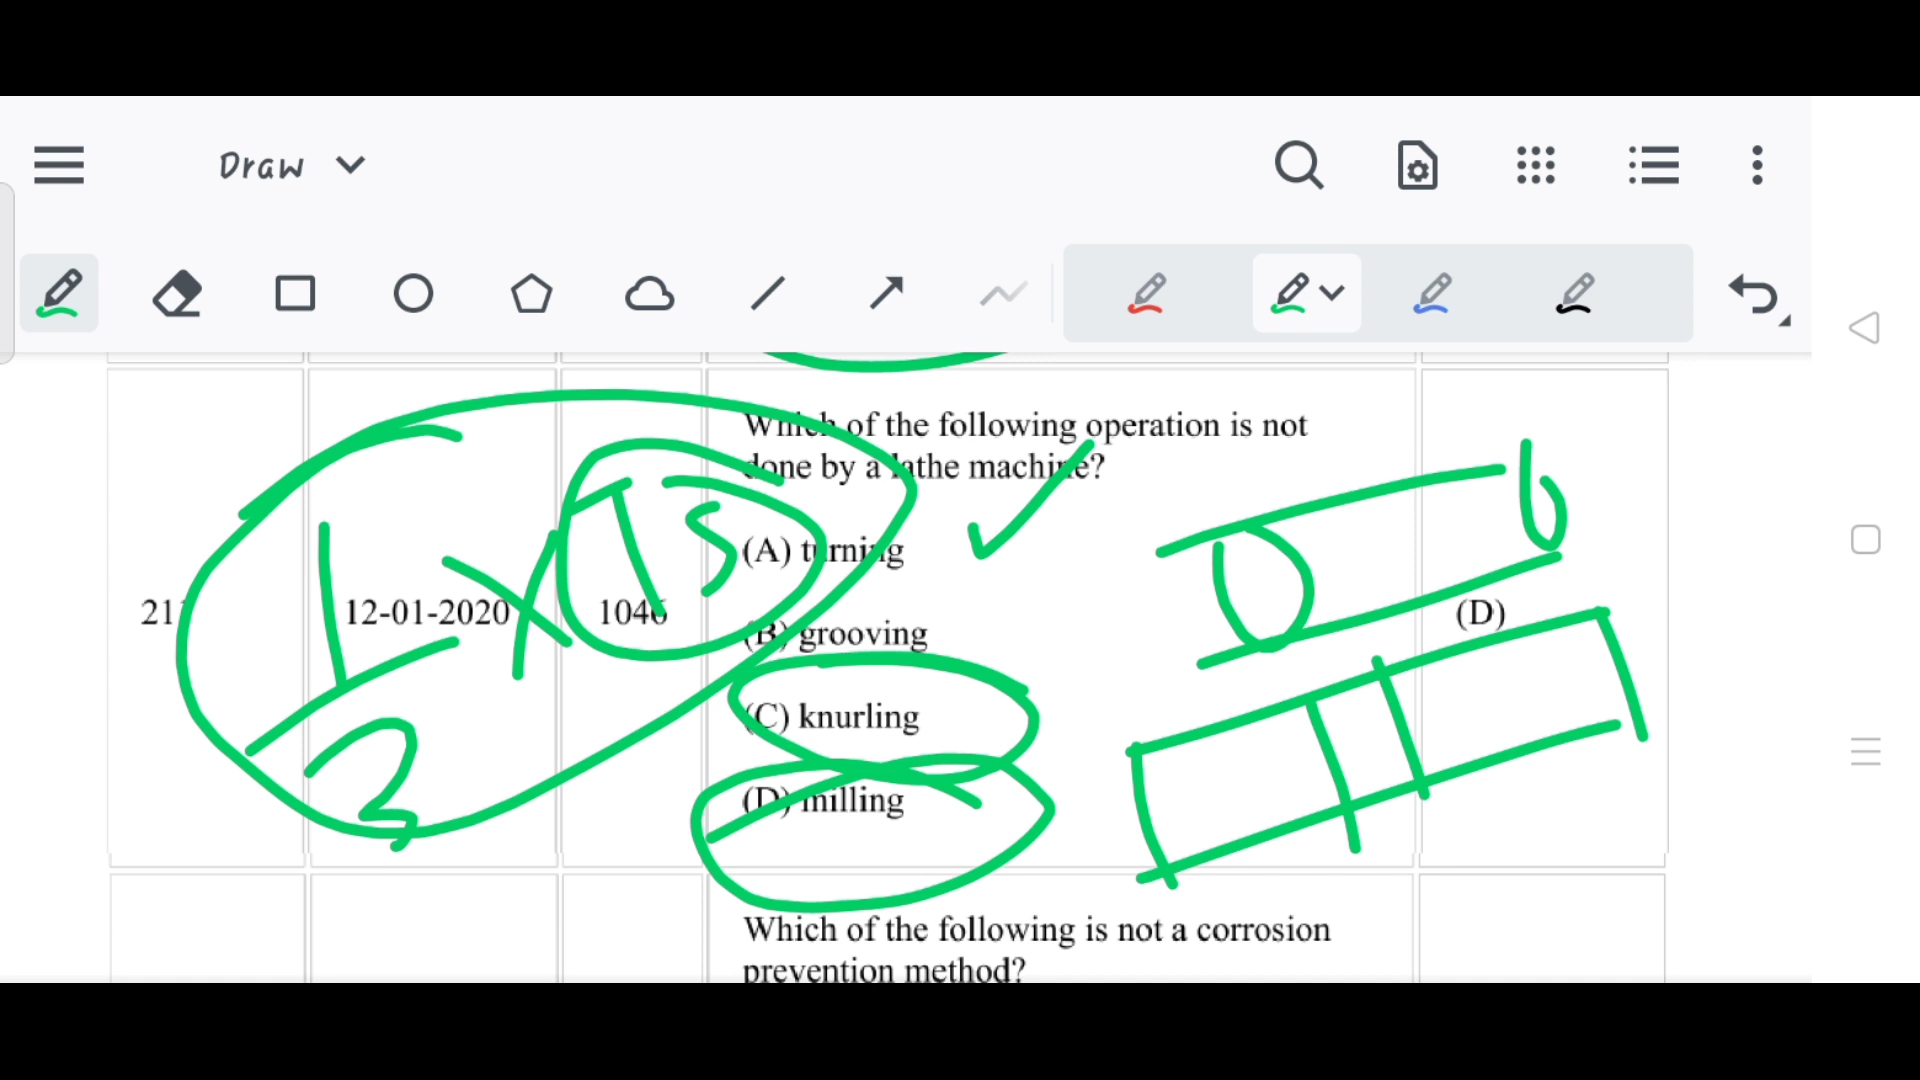 Draw
Which of the following operation is not
done by a lathe machine?
(A) turning
(B) grooving
(C) knurling
(D) milling
12-01-2020
1046
(D)
Which of the following is not a corrosion
prevention method?